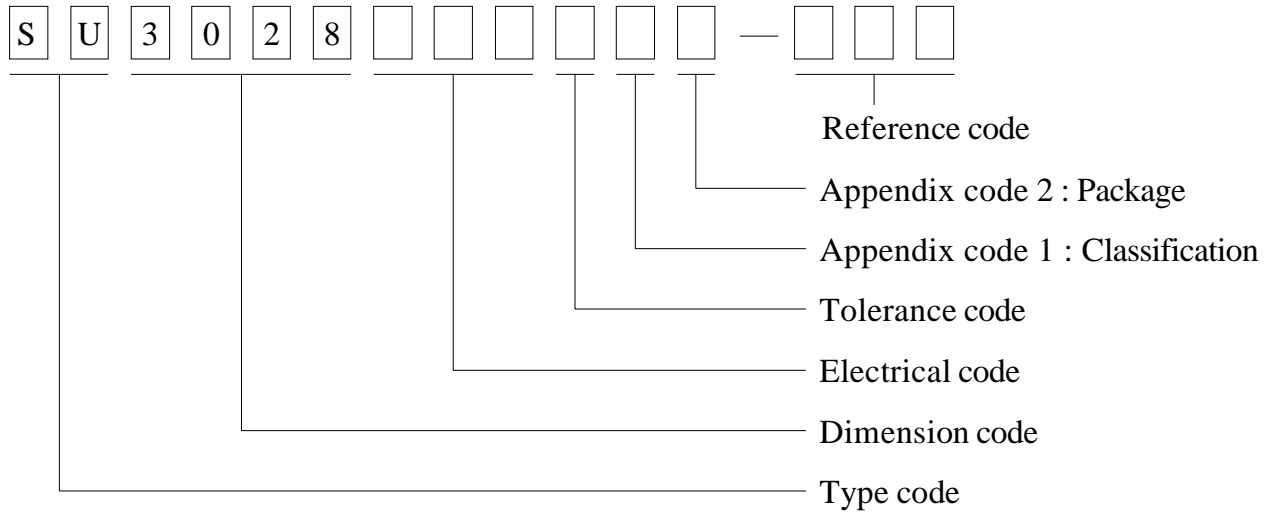 S U 3 0 2 8 —
Reference code
Appendix code 2 : Package
Appendix code 1 : Classification
Tolerance code
Electrical code
Dimension code
Type code